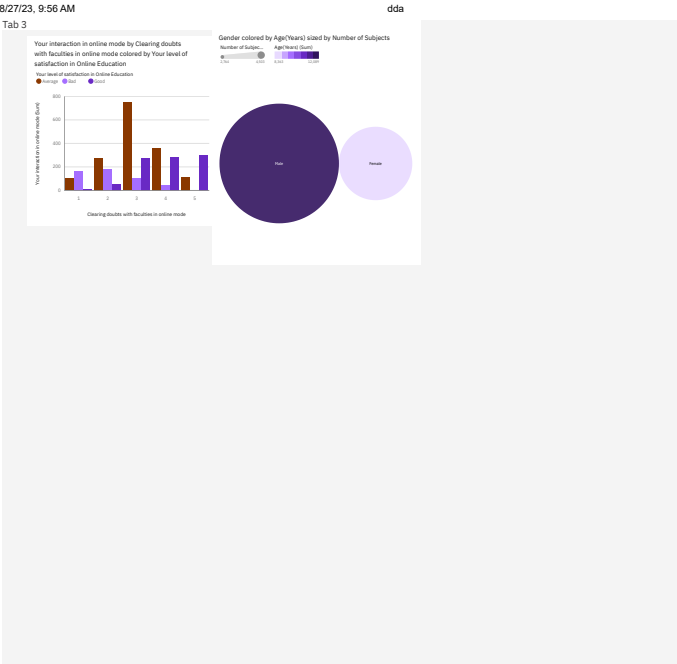 8/27/23, 9:56 AM
dda
Tab 3
Your interaction in online mode by Clearing doubts
with faculties in online mode colored by Your level of
satisfaction in Online Education
Your level of satisfaction in Online Education
Average Bad Good
Your interaction in online mode (Sum)
800
600
400
200
0
1 2 3 4 5
Clearing doubts with faculties in online mode
Gender colored by Age(Years) sized by Number of Subjects
Number of Subjec... Age(Years) (Sum)
Male
Female